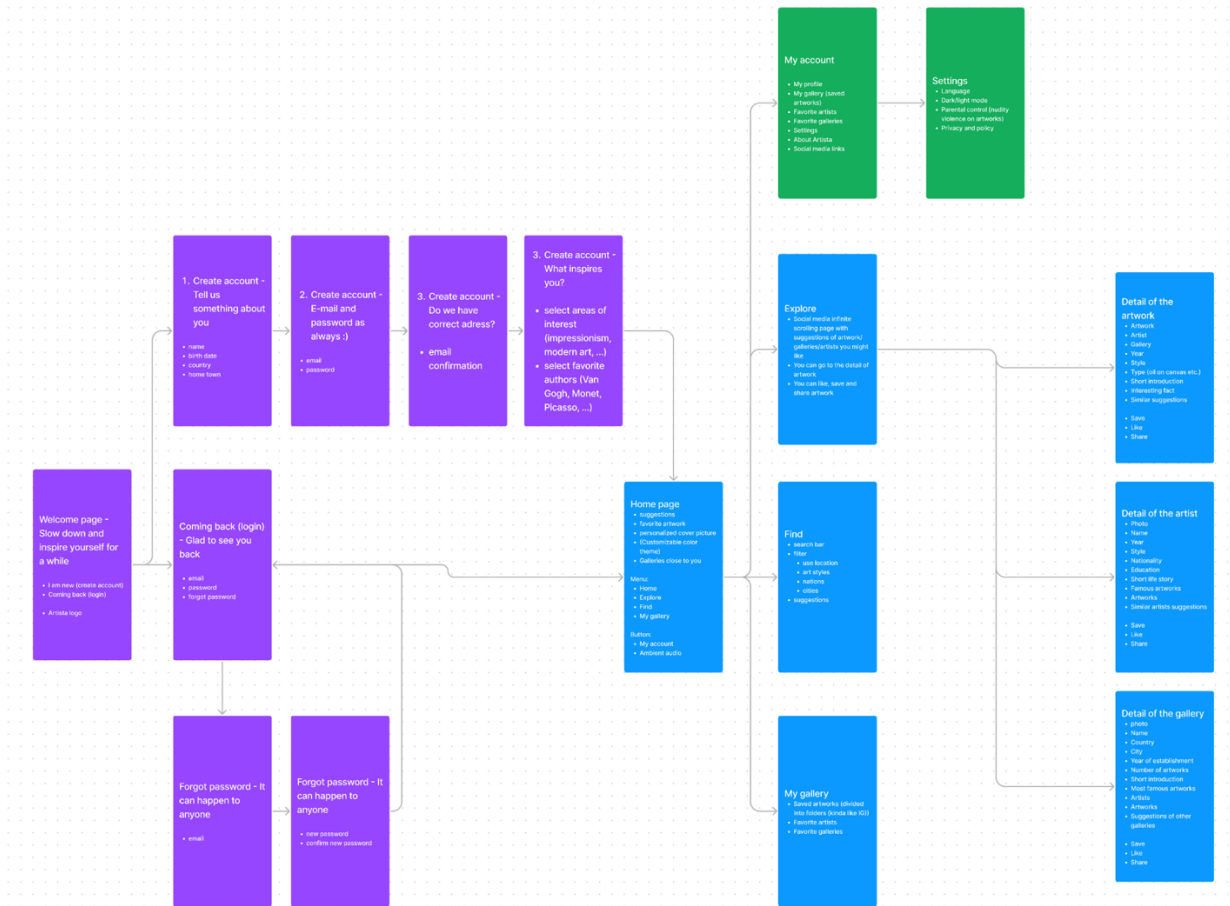 My account
• My profile
• My gallery (saved
artworks)
• Favorite artists
• Favorite galleries
• Settings
• About Artista
• Social media links
Settings
• Language
• Dark/light mode
• Parental control (nudity
violence on artworks)
• Privacy and policy
1. Create account -
Tell us
something about
you
• name
• birth date
• country
• home town
2. Create account -
E-mail and
password as
always :)
• email
• password
3. Create account -
Do we have
correct adress?
• email
confirmation
3. Create account -
What inspires
you?
• select areas of
interest
(impressionism,
modern art, ...)
• select favorite
authors (Van
Gogh, Monet,
Picasso, ...)
Explore
• Social media infinite
scrolling page with
suggestions of artwork/
galleries/artists you might
like
• You can go to the detail of
artwork
• You can like, save and
share artwork
Detail of the
artwork
• Artwork
• Artist
• Gallery
• Year
• Style
• Type (oil on canvas etc.)
• Short introduction
• Interesting fact
• Similar suggestions
• Save
• Like
• Share
Welcome page -
Slow down and
inspire yourself for
a while
• I am new (create account)
• Coming back (login)
• Artista logo
Coming back (login)
- Glad to see you
back
• email
• password
• forgot password
Home page
• suggestions
• favorite artwork
• personalized cover picture
• (Customizable color
theme)
• Galleries close to you
Menu:
• Home
• Explore
• Find
• My gallery
Button:
• My account
• Ambient audio
Find
• search bar
• filter
• use location
• art styles
• nations
• cities
• suggestions
Detail of the artist
• Photo
• Name
• Year
• Style
• Nationality
• Education
• Short life story
• Famous artworks
• Artworks
• Similar artists suggestions
• Save
• Like
• Share
Forgot password - It
can happen to
anyone
• email
Forgot password - It
can happen to
anyone
• new password
• confirm new password
My gallery
• Saved artworks (divided
into folders (kinda like IG))
• Favorite artists
• Favorite galleries
Detail of the gallery
• photo
• Name
• Country
• City
• Year of establishment
• Number of artworks
• Short introduction
• Most famous artworks
• Artists
• Artworks
• Suggestions of other
galleries
• Save
• Like
• Share